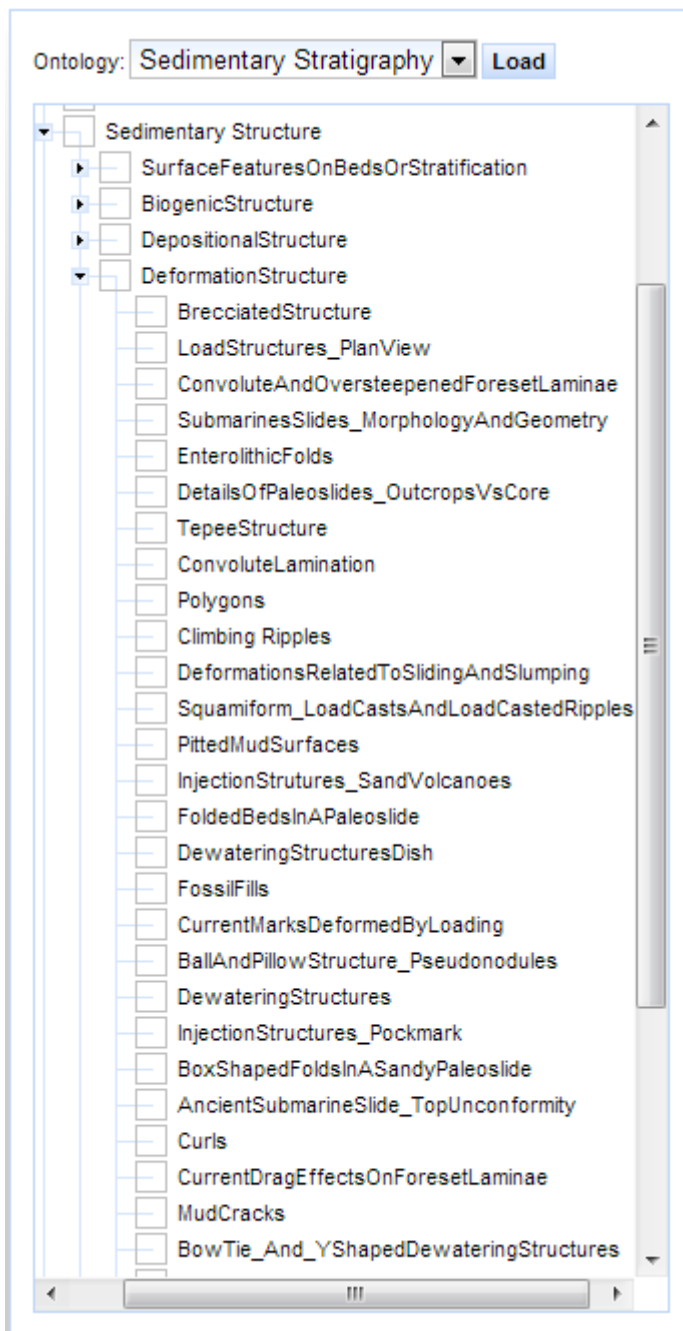 Ontology: Sedimentary Stratigraphy Load
Sedimentary Structure
SurfaceFeaturesOnBedsOrStratification
BiogenicStructure
DepositionalStructure
DeformationStructure
BrecciatedStructure
LoadStructures_PlanView
ConvoluteAndOversteepenedForesetLaminae
SubmarinesSlides_MorphologyAndGeometry
EnterolithicFolds
DetailsOfPaleoslides_OutcropsVsCore
TepeeStructure
ConvoluteLamination
Polygons
Climbing Ripples
DeformationsRelatedToSlidingAndSlumping
Squamiform_LoadCastsAndLoadCastedRipples
PittedMudSurfaces
InjectionStrutures_SandVolcanoes
FoldedBedsInAPaleoslide
DewateringStructuresDish
FossilFills
CurrentMarksDeformedByLoading
BallAndPillowStructure_Pseudonodules
DewateringStructures
InjectionStructures_Pockmark
BoxShapedFoldsInASandyPaleoslide
AncientSubmarineSlide_TopUnconformity
Curls
CurrentDragEffectsOnForesetLaminae
MudCracks
BowTie_And_YShapedDewateringStructures